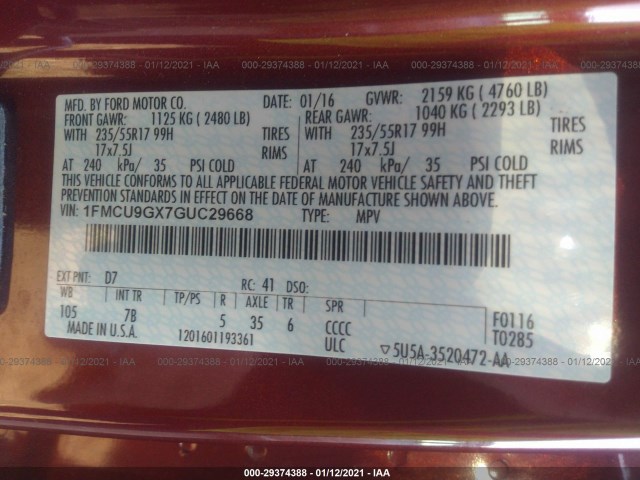 000-29374388 - 01/12/2021 - IAA
MFD. BY FORD MOTOR CO. DATE: 01/16 GVWR: 2159 KG ( 4760 LB)
FRONT GAWR: 1125 KG ( 2480 LB) REAR GAWR: 1040 KG ( 2293 LB)
WITH 235/55R17 99H TIRES WITH 235/55R17 99H TIRES
17x7.5J RIMS 17x7.5J RIMS
AT 240 kPa/ 35 PSI COLD AT 240 kPa/ 35 PSI COLD
THIS VEHICLE CONFORMS TO ALL APPLICABLE FEDERAL MOTOR VEHICLE SAFETY AND THEFT
PREVENTION STANDARDS IN EFFECT ON THE DATE OF MANUFACTURE SHOWN ABOVE.
VIN: 1FMCU9GX7GUC29668 TYPE: MPV
EXT PNT: D7 RC: 41 DSO:
WB INT TR TP/PS R AXLE TR SPR
105 7B 5 35 6 CCCC F0116
MADE IN U.S.A. 1201601193361 ULC T0285
5U5A-3520472-AA
000-29374388 - 01/12/2021 - IAA